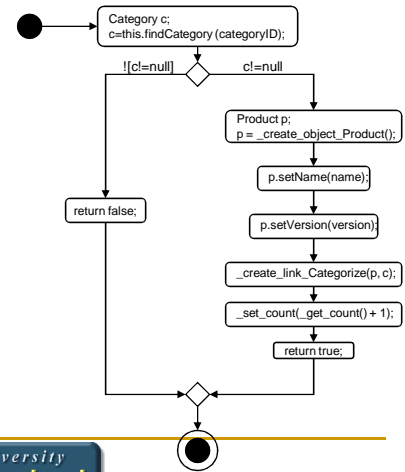 Category c;
c=this.findCategory (categoryID);
![c!=null]
c!=null
Product p;
p = _create_object_Product();
p.setName(name);
return false;
p.setVersion(version);
_create_link_Categorize(p, c);
_set_count(_get_count() + 1);
return true;
versity